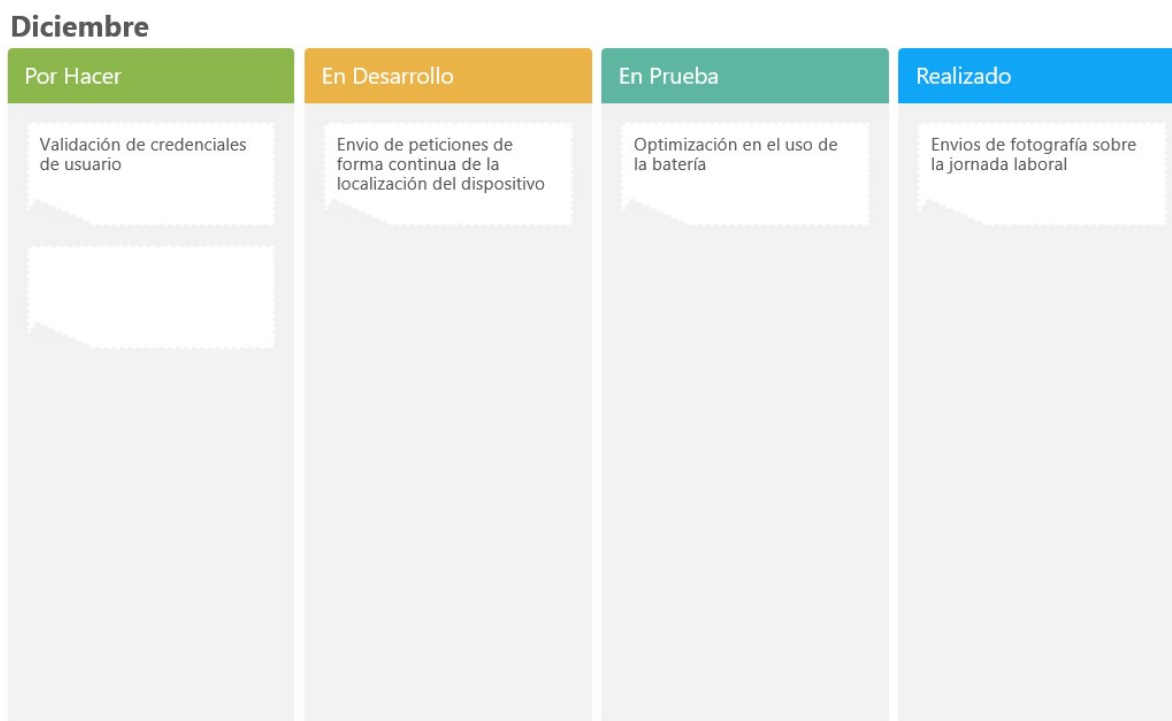 Diciembre
Por Hacer
En Desarrollo
En Prueba
Realizado
Validación de credenciales
de usuario
Envio de peticiones de
forma continua de la
localización del dispositivo
Optimización en el uso de
la batería
Envios de fotografía sobre
la jornada laboral